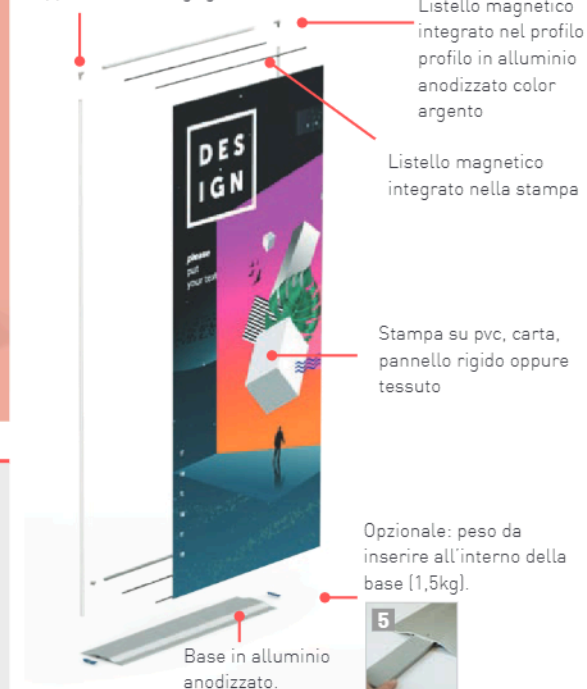 Listello magnetico
integrato nel profilo
profilo in alluminio
anodizzato color
argento
Listello magnetico
integrato nella stampa
DES
IGN
please
put
your text
Stampa su pvc, carta,
pannello rigido oppure
tessuto
Opzionale: peso da
inserire all'interno della
base (1,5kg).
5
Base in alluminio
anodizzato.